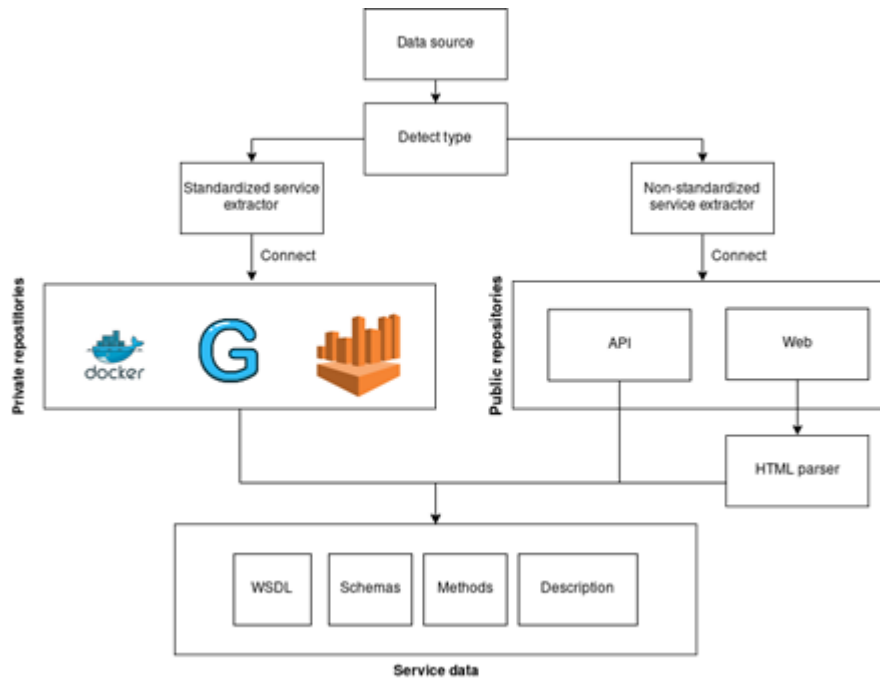 Data source
Detect type
Standardized service
extractor
Non-standardized
service extractor
Connect
Connect
Private repostitories
docker
G
Public repositories
API
Web
HTML parser
WSDL
Schemas
Methods
Description
Service data